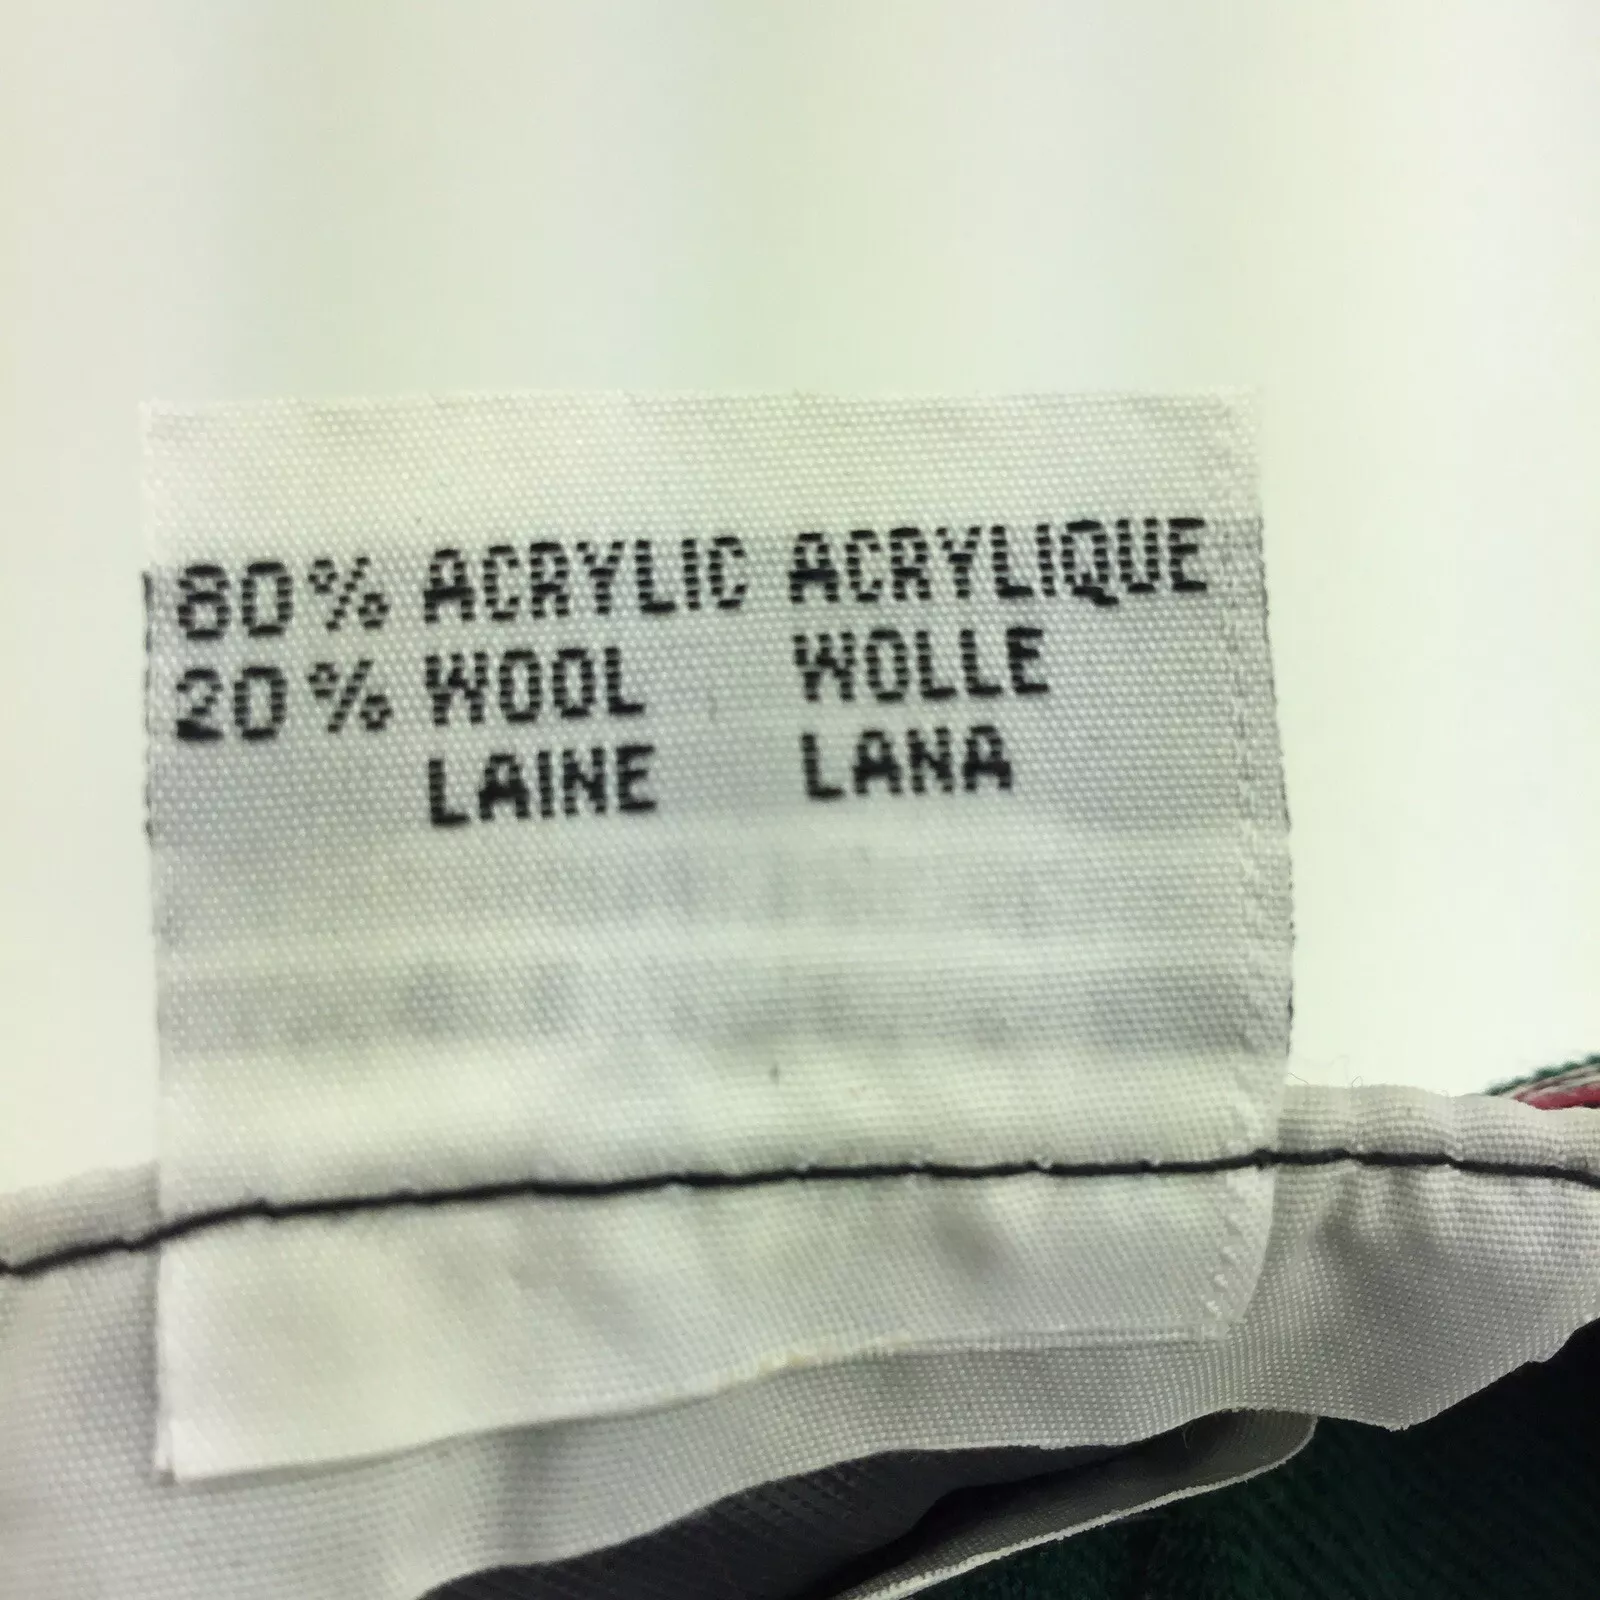 80% ACRYLIC ACRYLIQUE
20% WOOL WOLLE
LAINE LANA